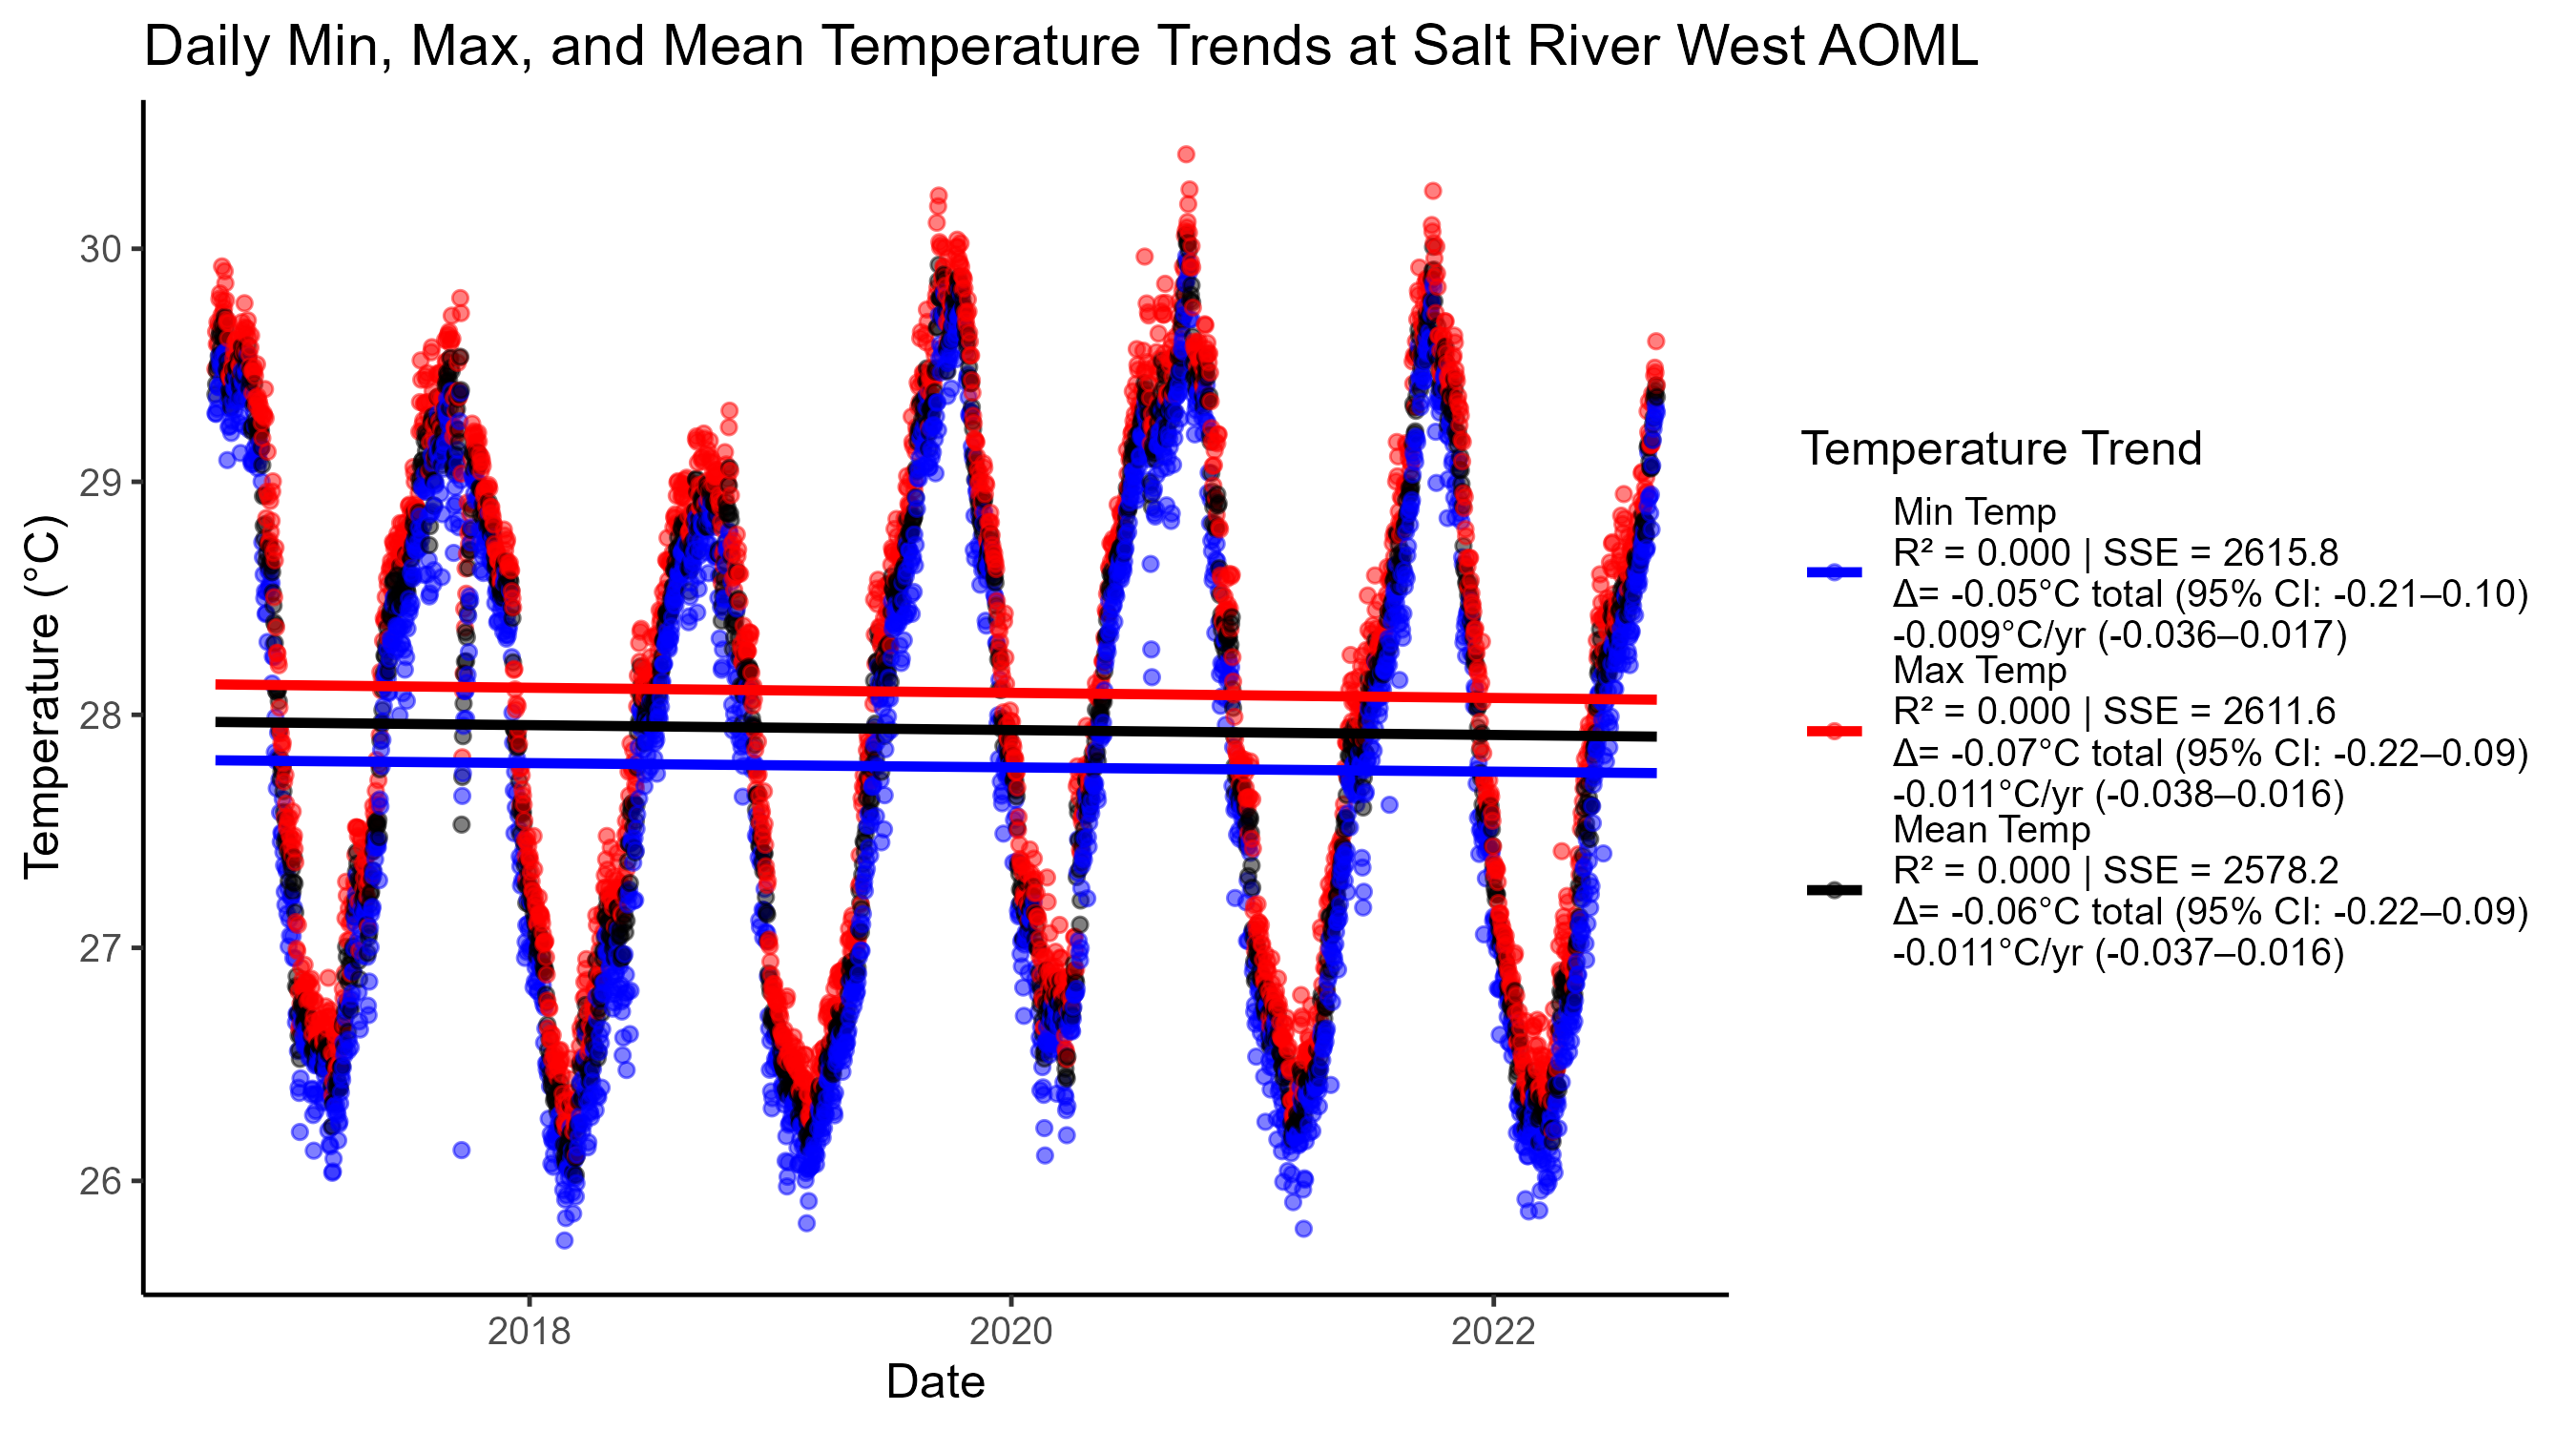 Daily Min, Max, and Mean Temperature Trends at Salt River West AOML
Temperature (°C)
30
29
28
27
26
2018
2020
2022
Date
Temperature Trend
Min Temp
R² = 0.000 | SSE = 2615.8
Δ= -0.05°C total (95% CI: -0.21–0.10)
-0.009°C/yr (-0.036–0.017)
Max Temp
R² = 0.000 | SSE = 2611.6
Δ= -0.07°C total (95% CI: -0.22–0.09)
-0.011°C/yr (-0.038–0.016)
Mean Temp
R² = 0.000 | SSE = 2578.2
Δ= -0.06°C total (95% CI: -0.22–0.09)
-0.011°C/yr (-0.037–0.016)